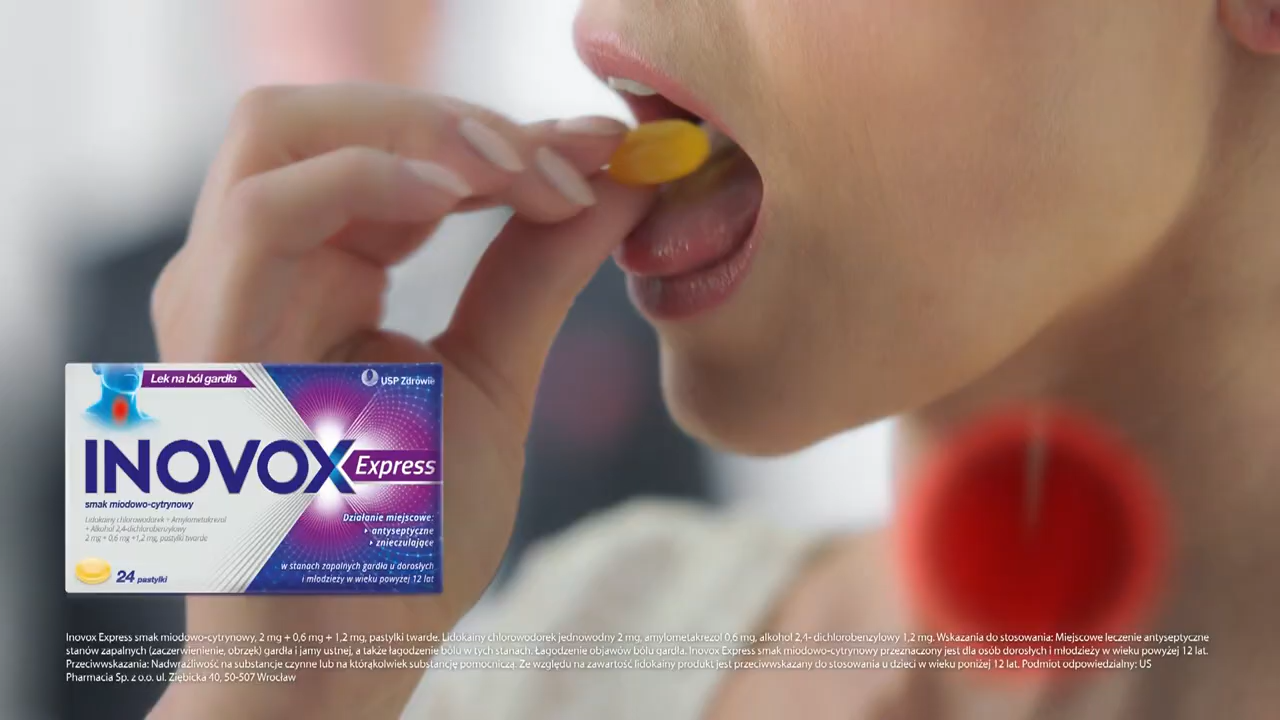 Lek na ból gardła
USP Zdrowie
INOVOX Express
smak miodowo-cytrynowy
Lidokainy chlorowodorek + Amylometakrezol
+ Alkohol 2,4-dichlorobenzylowy
2 mg + 0,6 mg +1,2 mg, pastylki twarde
Działanie miejscowe:
antyseptyczne
znieczulające
w stanach zapalnych gardła u dorosłych
i młodzieży w wieku powyżej 12 lat
24 pastylki
Inovox Express smak miodowo-cytrynowy, 2 mg + 0,6 mg + 1,2 mg, pastylki twarde. Lidokainy chlorowodorek jednowodny 2 mg, amylometakrezol 0,6 mg, alkohol 2,4- dichlorobenzylowy 1,2 mg. Wskazania do stosowania: Miejscowe leczenie antyseptyczne
stanów zapalnych (zaczerwienienie, obrzęk) gardła i jamy ustnej, a także łagodzenie bólu w tych stanach. Łagodzenie objawów bólu gardła. Inovox Express smak miodowo-cytrynowy przeznaczony jest dla osób dorosłych i młodzieży w wieku powyżej 12 lat.
Przeciwwskazania: Nadwrażliwość na substancje czynne lub na którąkolwiek substancję pomocniczą. Ze względu na zawartość lidokainy produkt jest przeciwwskazany do stosowania u dzieci w wieku poniżej 12 lat. Podmiot odpowiedzialny: US
Pharmacia Sp. z o.o. ul. Ziębicka 40, 50-507 Wrocław